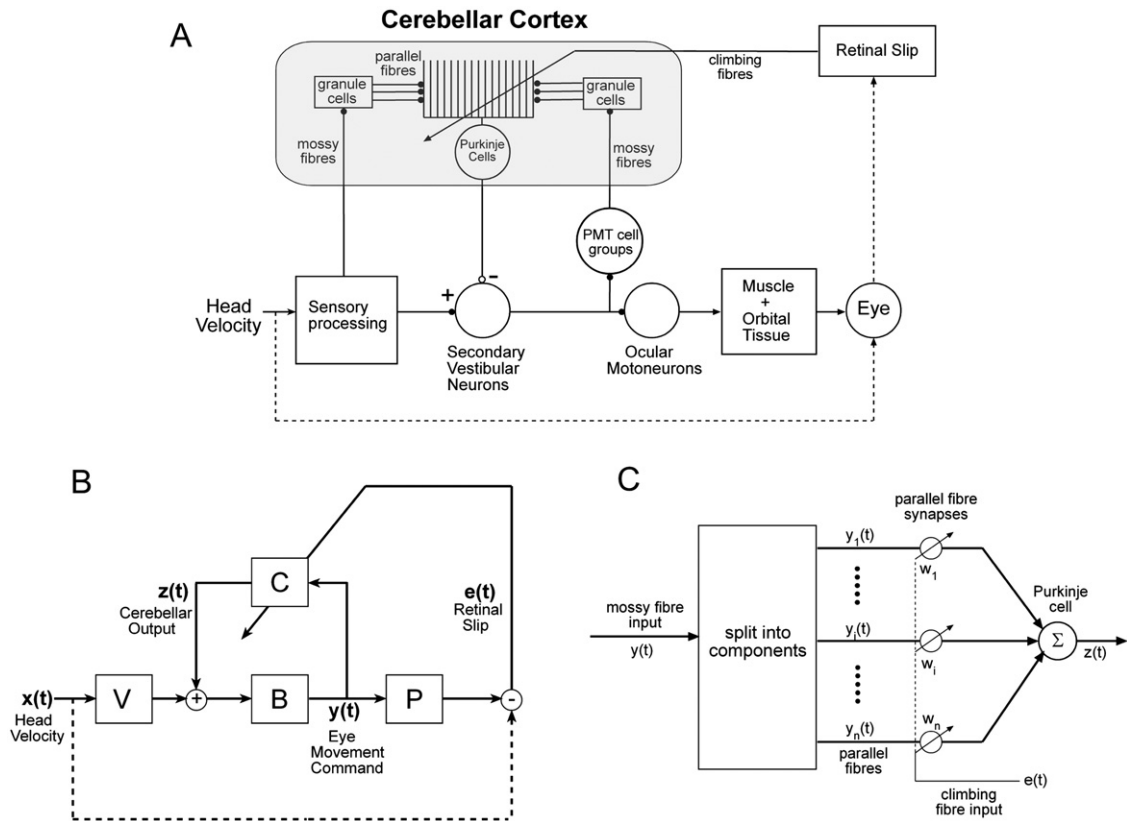 A
Cerebellar Cortex
parallel
fibres
granule
cells
granule
cells
climbing
fibres
Retinal Slip
mossy
fibres
Purkinje
Cells
mossy
fibres
PMT cell
groups
Head
Velocity
Sensory
processing
+
-
Secondary
Vestibular
Neurons
Ocular
Motoneurons
Muscle
+
Orbital
Tissue
Eye
B
C
z(t)
Cerebellar
Output
e(t)
Retinal
Slip
x(t)
Head
Velocity
V
+
B
y(t)
Eye
Movement
Command
P
-
C
mossy fibre
input
y(t)
split into
components
y1(t)
yi(t)
yn(t)
parallel
fibres
parallel fibre
synapses
w1
wi
wn
Purkinje
cell
Σ
z(t)
e(t)
climbing
fibre input